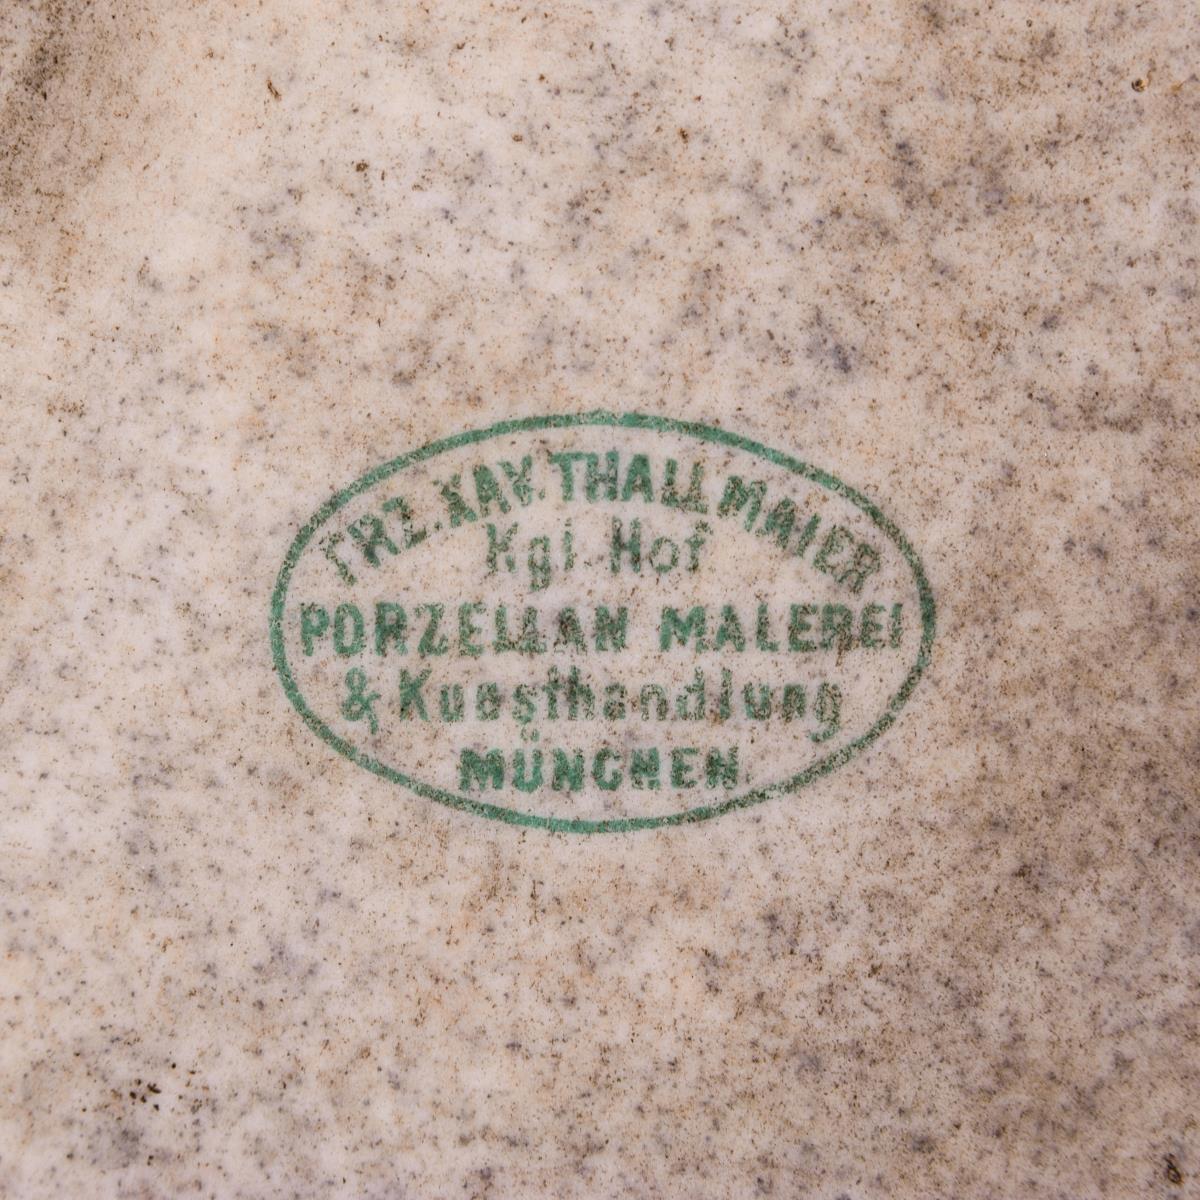 FRZ. XAV. THALLMAIER
Kgl. Hof
PORZELLAN MALEREI
& Kunsthandlung
MÜNCHEN